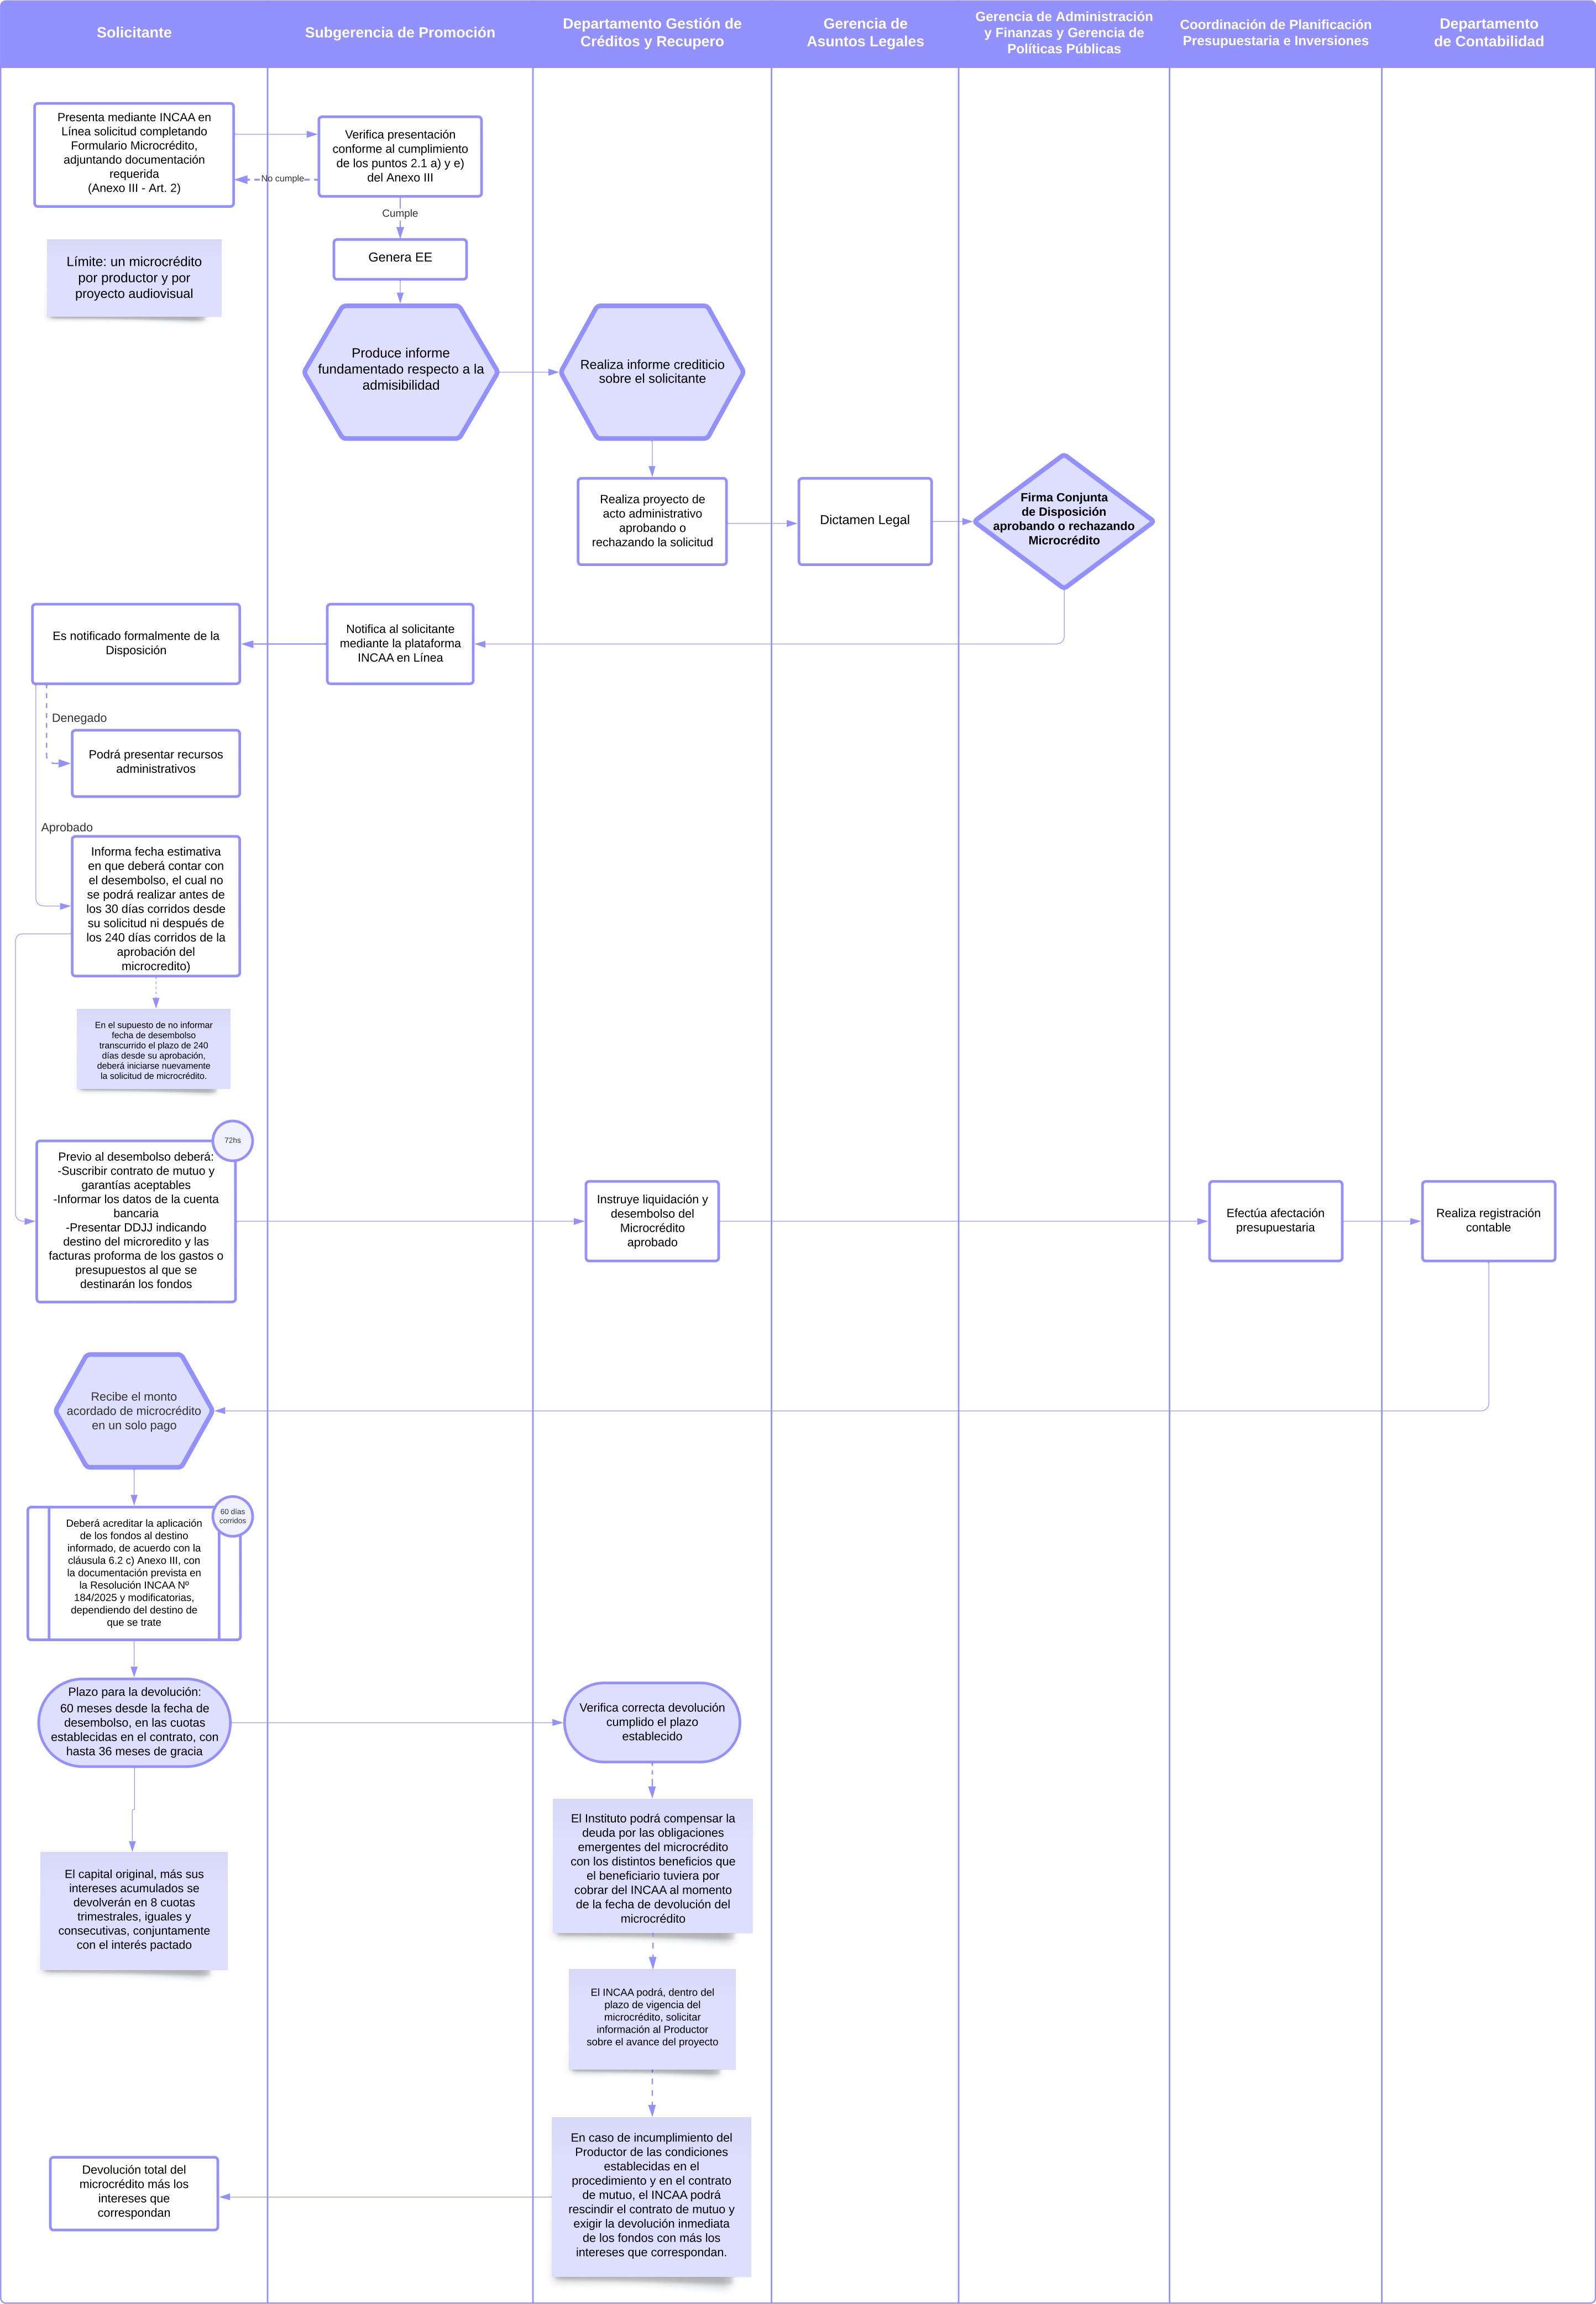 Solicitante
Subgerencia de Promoción
Departamento Gestión de
Créditos y Recupero
Gerencia de
Asuntos Legales
Gerencia de Administración
y Finanzas y Gerencia de
Políticas Públicas
Coordinación de Planificación
Presupuestaria e Inversiones
Departamento
de Contabilidad
Presenta mediante INCAA en
Línea solicitud completando
Formulario Microcrédito,
adjuntando documentación
requerida
(Anexo III - Art. 2)
Verifica presentación
conforme al cumplimiento
de los puntos 2.1 a) y e)
del Anexo III
No cumple
Cumple
Genera EE
Límite: un microcrédito
por productor y por
proyecto audiovisual
Produce informe
fundamentado respecto a la
admisibilidad
Realiza informe crediticio
sobre el solicitante
Realiza proyecto de
acto administrativo
aprobando o
rechazando la solicitud
Dictamen Legal
Firma Conjunta
de Disposición
aprobando o rechazando
Microcrédito
Es notificado formalmente de la
Disposición
Notifica al solicitante
mediante la plataforma
INCAA en Línea
Denegado
Podrá presentar recursos
administrativos
Aprobado
Informa fecha estimativa
en que deberá contar con
el desembolso, el cual no
se podrá realizar antes de
los 30 días corridos desde
su solicitud ni después de
los 240 días corridos de la
aprobación del
microcredito)
En el supuesto de no informar
fecha de desembolso
transcurrido el plazo de 240
días desde su aprobación,
deberá iniciarse nuevamente
la solicitud de microcrédito.
72hs
Previo al desembolso deberá:
-Suscribir contrato de mutuo y
garantías aceptables
-Informar los datos de la cuenta
bancaria
-Presentar DDJJ indicando
destino del microredito y las
facturas proforma de los gastos o
presupuestos al que se
destinarán los fondos
Instruye liquidación y
desembolso del
Microcrédito
aprobado
Efectúa afectación
presupuestaria
Realiza registración
contable
Recibe el monto
acordado de microcrédito
en un solo pago
60 días
corridos
Deberá acreditar la aplicación
de los fondos al destino
informado, de acuerdo con la
cláusula 6.2 c) Anexo III, con
la documentación prevista en
la Resolución INCAA Nº
184/2025 y modificatorias,
dependiendo del destino de
que se trate
Plazo para la devolución:
60 meses desde la fecha de
desembolso, en las cuotas
establecidas en el contrato, con
hasta 36 meses de gracia
Verifica correcta devolución
cumplido el plazo
establecido
El capital original, más sus
intereses acumulados se
devolverán en 8 cuotas
trimestrales, iguales y
consecutivas, conjuntamente
con el interés pactado
El Instituto podrá compensar la
deuda por las obligaciones
emergentes del microcrédito
con los distintos beneficios que
el beneficiario tuviera por
cobrar del INCAA al momento
de la fecha de devolución del
microcrédito
El INCAA podrá, dentro del
plazo de vigencia del
microcrédito, solicitar
información al Productor
sobre el avance del proyecto
En caso de incumplimiento del
Productor de las condiciones
establecidas en el
procedimiento y en el contrato
de mutuo, el INCAA podrá
rescindir el contrato de mutuo y
exigir la devolución inmediata
de los fondos con más los
intereses que correspondan.
Devolución total del
microcrédito más los
intereses que
correspondan